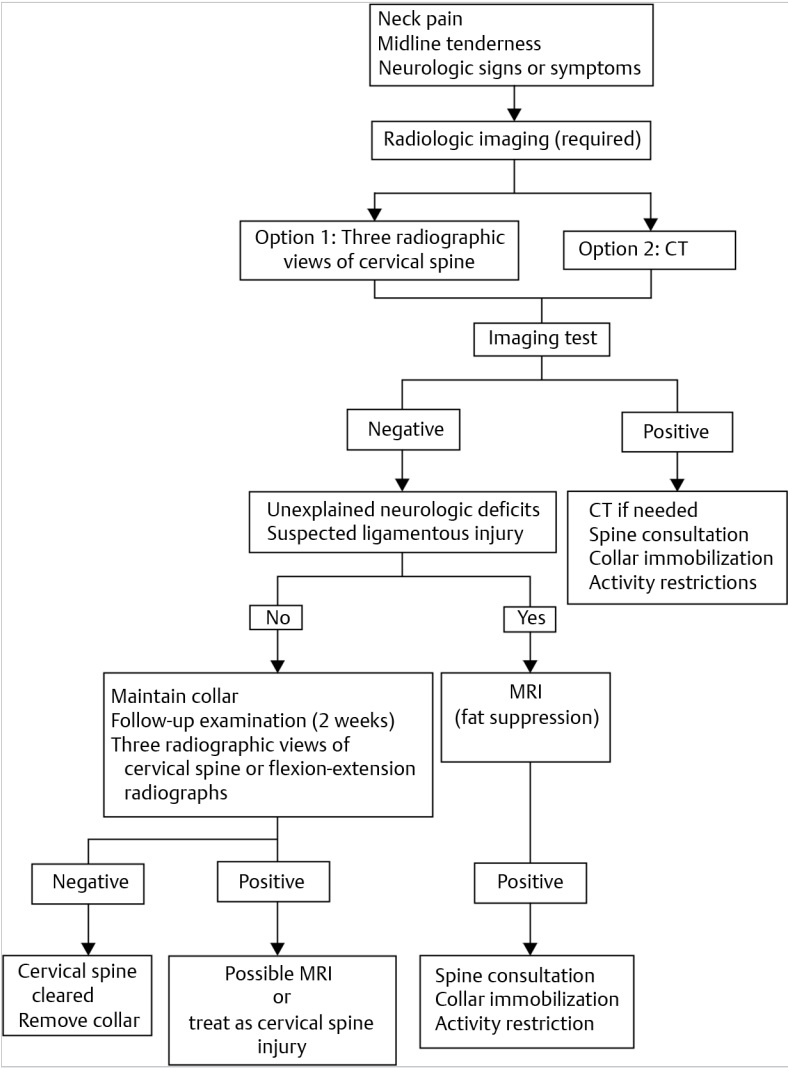 Neck pain
Midline tenderness
Neurologic signs or symptoms
Radiologic imaging (required)
Option 1: Three radiographic
views of cervical spine
Option 2: CT
Imaging test
Negative
Positive
Unexplained neurologic deficits
Suspected ligamentous injury
CT if needed
Spine consultation
Collar immobilization
Activity restrictions
No
Yes
Maintain collar
Follow-up examination (2 weeks)
Three radiographic views of
cervical spine or flexion-extension
radiographs
MRI
(fat suppression)
Negative
Positive
Positive
Cervical spine
cleared
Remove collar
Possible MRI
or
treat as cervical spine
injury
Spine consultation
Collar immobilization
Activity restriction